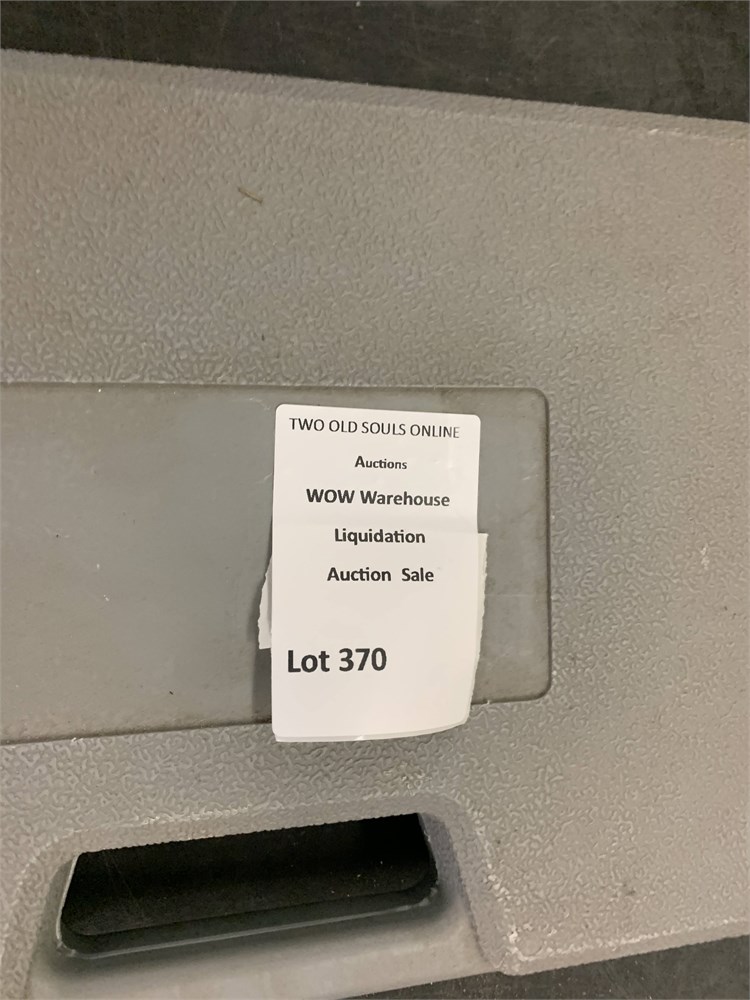 TWO OLD SOULS ONLINE
Auctions
WOW Warehouse
Liquidation
Auction Sale
Lot 370